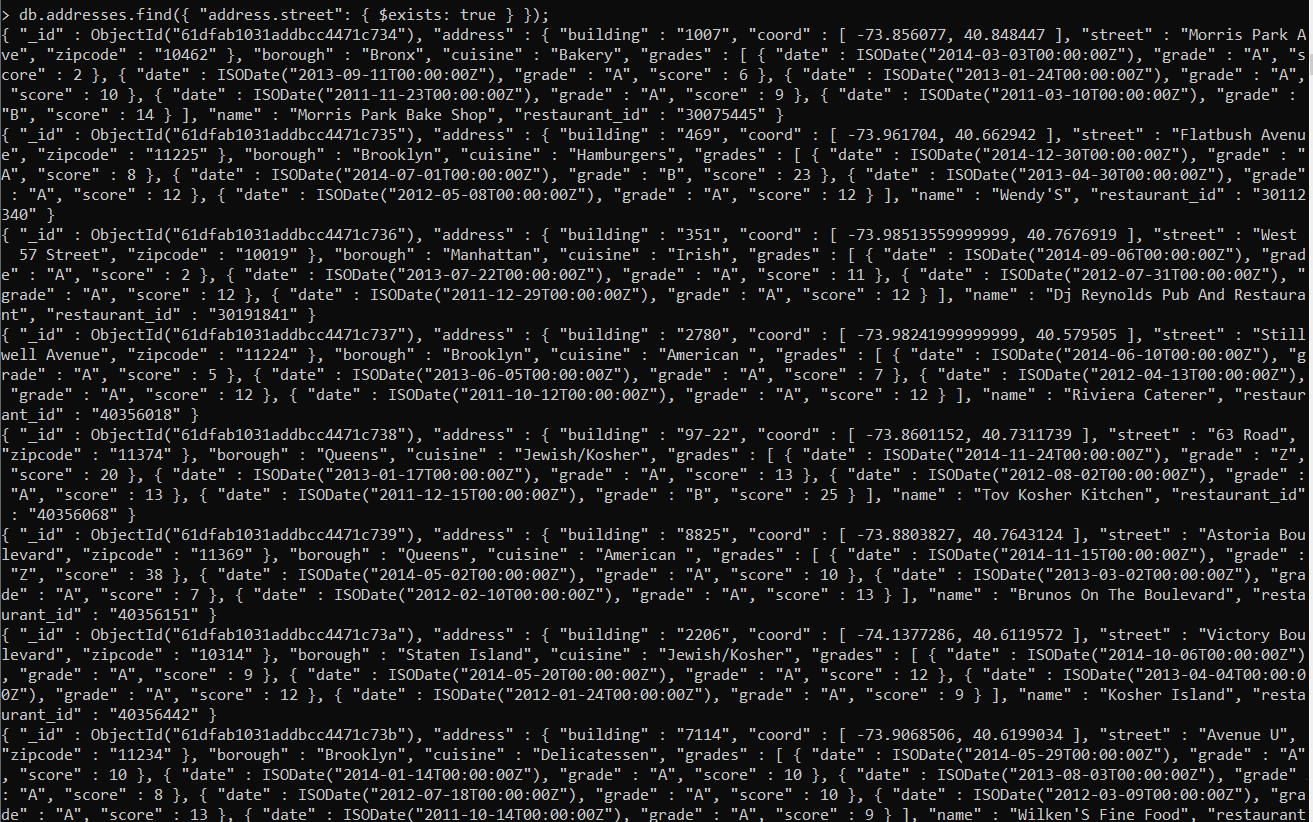 > db.addresses.find({ "address.street": { $exists: true } });
{ "_id" : ObjectId("61dfab1031addbcc4471c734"), "address" : { "building" : "1007", "coord" : [ -73.856077, 40.848447 ], "street" : "Morris Park A
ve", "zipcode" : "10462" }, "borough" : "Bronx", "cuisine" : "Bakery", "grades" : [ { "date" : ISODate("2014-03-03T00:00:00Z"), "grade" : "A", "s
core" : 2 }, { "date" : ISODate("2013-09-11T00:00:00Z"), "grade" : "A", "score" : 6 }, { "date" : ISODate("2013-01-24T00:00:00Z"), "grade" : "A",
 "score" : 10 }, { "date" : ISODate("2011-11-23T00:00:00Z"), "grade" : "A", "score" : 9 }, { "date" : ISODate("2011-03-10T00:00:00Z"), "grade" :
"B", "score" : 14 } ], "name" : "Morris Park Bake Shop", "restaurant_id" : "30075445" }
{ "_id" : ObjectId("61dfab1031addbcc4471c735"), "address" : { "building" : "469", "coord" : [ -73.961704, 40.662942 ], "street" : "Flatbush Avenu
e", "zipcode" : "11225" }, "borough" : "Brooklyn", "cuisine" : "Hamburgers", "grades" : [ { "date" : ISODate("2014-12-30T00:00:00Z"), "grade" : "
A", "score" : 8 }, { "date" : ISODate("2014-07-01T00:00:00Z"), "grade" : "B", "score" : 23 }, { "date" : ISODate("2013-04-30T00:00:00Z"), "grade"
 : "A", "score" : 12 }, { "date" : ISODate("2012-05-08T00:00:00Z"), "grade" : "A", "score" : 12 } ], "name" : "Wendy'S", "restaurant_id" : "30112
340" }
{ "_id" : ObjectId("61dfab1031addbcc4471c736"), "address" : { "building" : "351", "coord" : [ -73.98513559999999, 40.7676919 ], "street" : "West
  57 Street", "zipcode" : "10019" }, "borough" : "Manhattan", "cuisine" : "Irish", "grades" : [ { "date" : ISODate("2014-09-06T00:00:00Z"), "grad
e" : "A", "score" : 2 }, { "date" : ISODate("2013-07-22T00:00:00Z"), "grade" : "A", "score" : 11 }, { "date" : ISODate("2012-07-31T00:00:00Z"), "
grade" : "A", "score" : 12 }, { "date" : ISODate("2011-12-29T00:00:00Z"), "grade" : "A", "score" : 12 } ], "name" : "Dj Reynolds Pub And Restaura
nt", "restaurant_id" : "30191841" }
{ "_id" : ObjectId("61dfab1031addbcc4471c737"), "address" : { "building" : "2780", "coord" : [ -73.98241999999999, 40.579505 ], "street" : "Still
well Avenue", "zipcode" : "11224" }, "borough" : "Brooklyn", "cuisine" : "American ", "grades" : [ { "date" : ISODate("2014-06-10T00:00:00Z"), "g
rade" : "A", "score" : 5 }, { "date" : ISODate("2013-06-05T00:00:00Z"), "grade" : "A", "score" : 7 }, { "date" : ISODate("2012-04-13T00:00:00Z"),
 "grade" : "A", "score" : 12 }, { "date" : ISODate("2011-10-12T00:00:00Z"), "grade" : "A", "score" : 12 } ], "name" : "Riviera Caterer", "restaur
ant_id" : "40356018" }
{ "_id" : ObjectId("61dfab1031addbcc4471c738"), "address" : { "building" : "97-22", "coord" : [ -73.8601152, 40.7311739 ], "street" : "63 Road",
"zipcode" : "11374" }, "borough" : "Queens", "cuisine" : "Jewish/Kosher", "grades" : [ { "date" : ISODate("2014-11-24T00:00:00Z"), "grade" : "Z",
 "score" : 20 }, { "date" : ISODate("2013-01-17T00:00:00Z"), "grade" : "A", "score" : 13 }, { "date" : ISODate("2012-08-02T00:00:00Z"), "grade" :
 "A", "score" : 13 }, { "date" : ISODate("2011-12-15T00:00:00Z"), "grade" : "B", "score" : 25 } ], "name" : "Tov Kosher Kitchen", "restaurant_id"
 : "40356068" }
{ "_id" : ObjectId("61dfab1031addbcc4471c739"), "address" : { "building" : "8825", "coord" : [ -73.8803827, 40.7643124 ], "street" : "Astoria Bou
levard", "zipcode" : "11369" }, "borough" : "Queens", "cuisine" : "American ", "grades" : [ { "date" : ISODate("2014-11-15T00:00:00Z"), "grade" :
 "Z", "score" : 38 }, { "date" : ISODate("2014-05-02T00:00:00Z"), "grade" : "A", "score" : 10 }, { "date" : ISODate("2013-03-02T00:00:00Z"), "gra
de" : "A", "score" : 7 }, { "date" : ISODate("2012-02-10T00:00:00Z"), "grade" : "A", "score" : 13 } ], "name" : "Brunos On The Boulevard", "resta
urant_id" : "40356151" }
{ "_id" : ObjectId("61dfab1031addbcc4471c73a"), "address" : { "building" : "2206", "coord" : [ -74.1377286, 40.6119572 ], "street" : "Victory Bou
levard", "zipcode" : "10314" }, "borough" : "Staten Island", "cuisine" : "Jewish/Kosher", "grades" : [ { "date" : ISODate("2014-10-06T00:00:00Z")
, "grade" : "A", "score" : 9 }, { "date" : ISODate("2014-05-20T00:00:00Z"), "grade" : "A", "score" : 12 }, { "date" : ISODate("2013-04-04T00:00:0
0Z"), "grade" : "A", "score" : 12 }, { "date" : ISODate("2012-01-24T00:00:00Z"), "grade" : "A", "score" : 9 } ], "name" : "Kosher Island", "resta
urant_id" : "40356442" }
{ "_id" : ObjectId("61dfab1031addbcc4471c73b"), "address" : { "building" : "7114", "coord" : [ -73.9068506, 40.6199034 ], "street" : "Avenue U",
"zipcode" : "11234" }, "borough" : "Brooklyn", "cuisine" : "Delicatessen", "grades" : [ { "date" : ISODate("2014-05-29T00:00:00Z"), "grade" : "A"
, "score" : 10 }, { "date" : ISODate("2014-01-14T00:00:00Z"), "grade" : "A", "score" : 10 }, { "date" : ISODate("2013-08-03T00:00:00Z"), "grade"
: "A", "score" : 8 }, { "date" : ISODate("2012-07-18T00:00:00Z"), "grade" : "A", "score" : 10 }, { "date" : ISODate("2012-03-09T00:00:00Z"), "gra
de" : "A", "score" : 13 }, { "date" : ISODate("2011-10-14T00:00:00Z"), "grade" : "A", "score" : 9 } ], "name" : "Wilken'S Fine Food", "restaurant